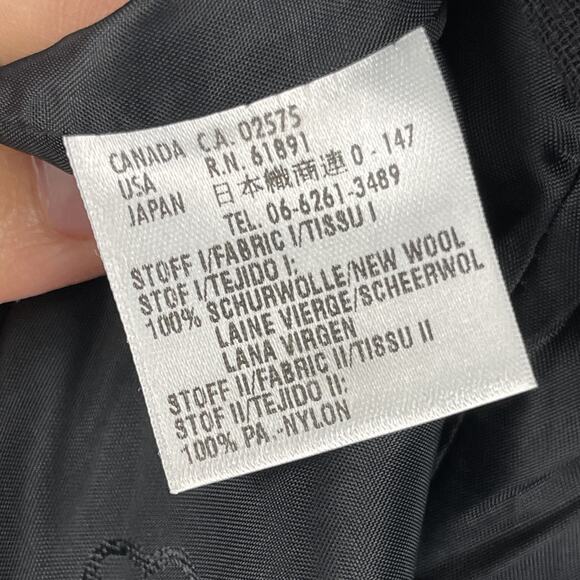 CANADA C.A. 02575
USA R.N. 61891
JAPAN 日本織商連 0-147
TEL. 06-6261-3489
STOFF I/FABRIC I/TISSU I
STOF I/TEJIDO I:
100% SCHURWOLLE/NEW WOOL
LAINE VIERGE/SCHEERWOL
LANA VIRGEN
STOFF II/FABRIC II/TISSU II
STOF II/TEJIDO II:
100% PA.-NYLON